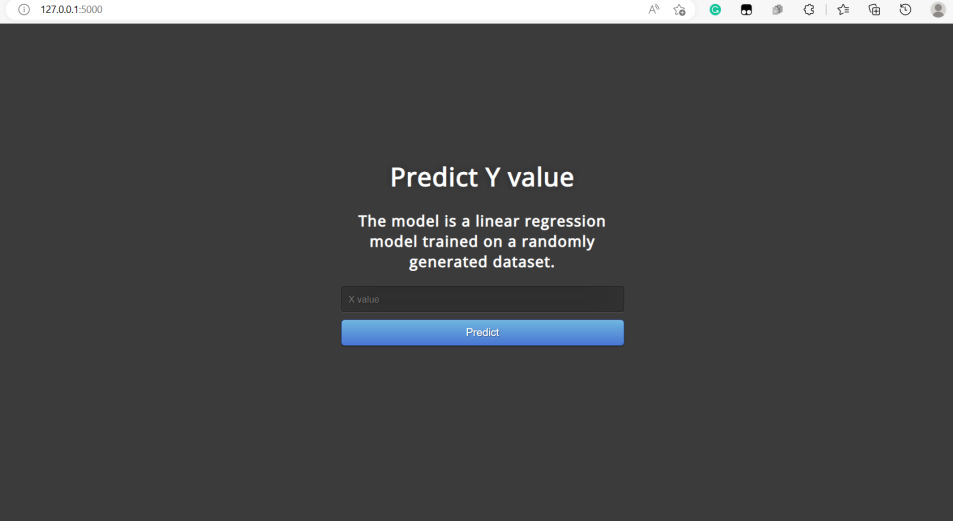 127.0.0.1:5000
Predict Y value
The model is a linear regression
model trained on a randomly
generated dataset.
X value
Predict